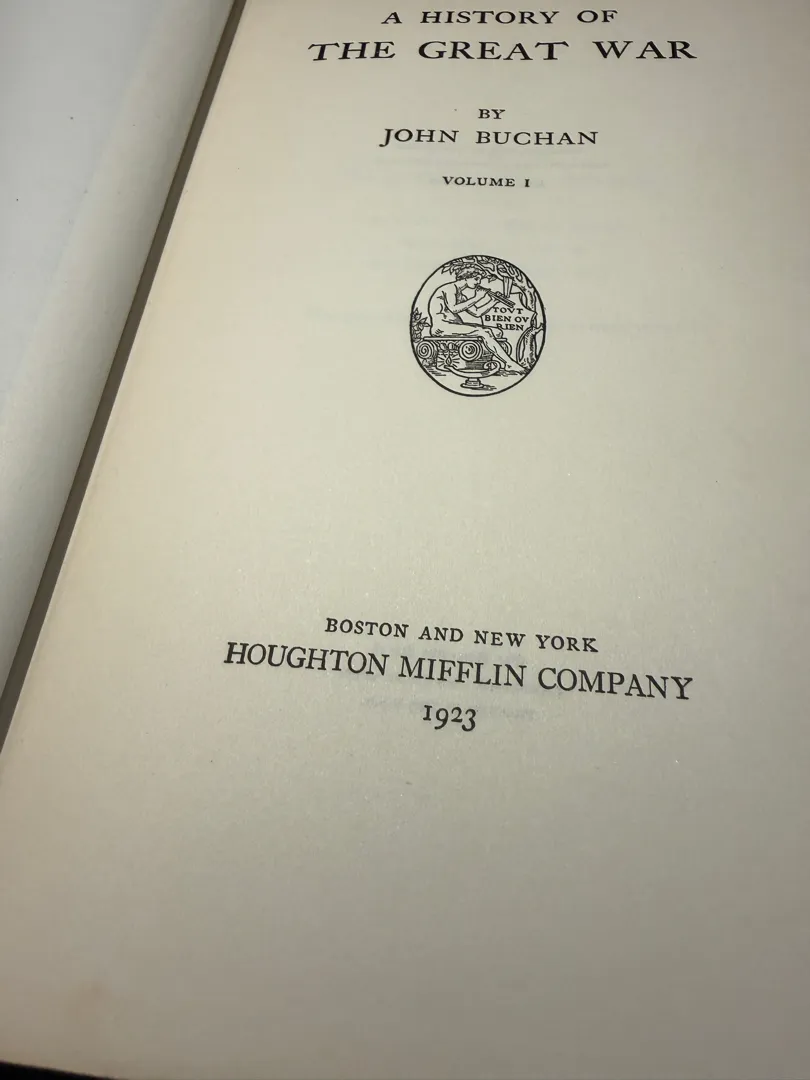 A HISTORY OF
THE GREAT WAR
BY
JOHN BUCHAN
VOLUME I
TOVT
BIEN OV
RIEN
BOSTON AND NEW YORK
HOUGHTON MIFFLIN COMPANY
1923